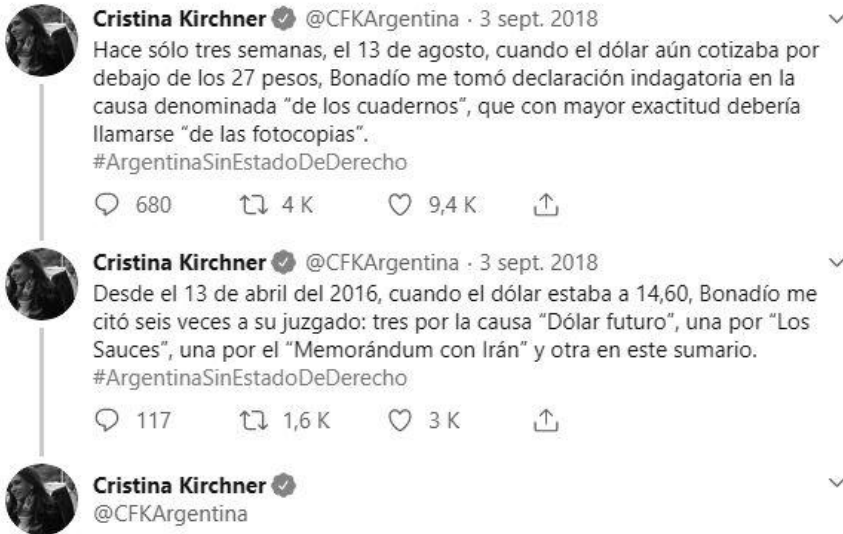 Cristina Kirchner @CFKArgentina · 3 sept. 2018
Hace sólo tres semanas, el 13 de agosto, cuando el dólar aún cotizaba por
debajo de los 27 pesos, Bonadío me tomó declaración indagatoria en la
causa denominada “de los cuadernos”, que con mayor exactitud debería
llamarse “de las fotocopias”.
#ArgentinaSinEstadoDeDerecho
680 4 K 9,4 K
Cristina Kirchner @CFKArgentina · 3 sept. 2018
Desde el 13 de abril del 2016, cuando el dólar estaba a 14,60, Bonadío me
citó seis veces a su juzgado: tres por la causa “Dólar futuro”, una por “Los
Sauces”, una por el “Memorándum con Irán” y otra en este sumario.
#ArgentinaSinEstadoDeDerecho
117 1,6 K 3 K
Cristina Kirchner
@CFKArgentina